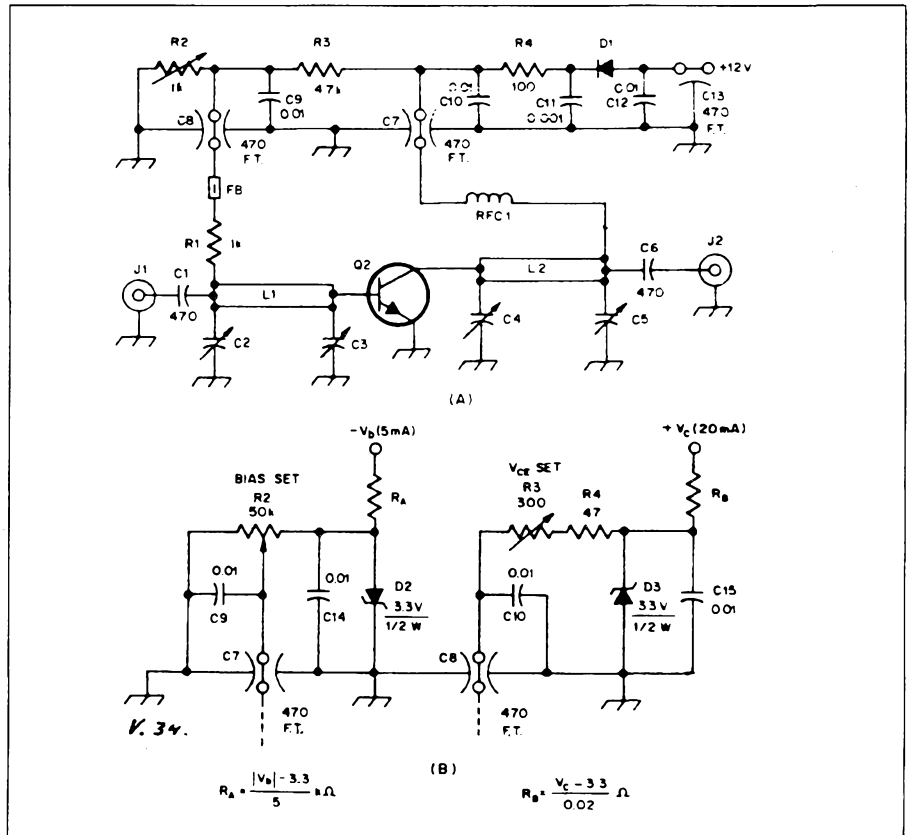 R2
1k
R3
47k
R4
100
D1
+12V
C8
470
F.T.
C9
0.01
C7
470
F.T.
0.01
C10
C11
0.001
0.01
C12
C13
470
F.T.
FB
R1
1k
RFC1
J1
C1
470
L1
Q2
L2
C6
470
J2
C2
C3
C4
C5
(A)
-Vb (5mA)
+ Vc (20mA)
BIAS SET
R2
50k
RA
VCE SET
R3
300
R4
47
RB
0.01
C9
0.01
C14
D2
3.3V
1/2 W
0.01
C10
D3
3.3V
1/2 W
C15
0.01
C7
470
F.T.
C8
470
F.T.
(B)
RA = |Vb| - 3.3 / 5 kΩ
RB = Vc - 3.3 / 0.02 Ω